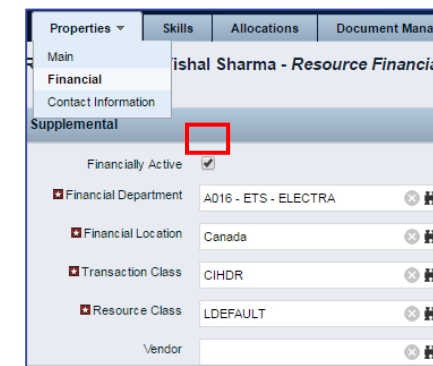 Properties Skills Allocations Document Mana
Main
Financial
Contact Information
R ishal Sharma - Resource Financia
Supplemental
Financially Active
Financial Department A016 - ETS - ELECTRA
Financial Location Canada
Transaction Class CIHDR
Resource Class LDEFAULT
Vendor